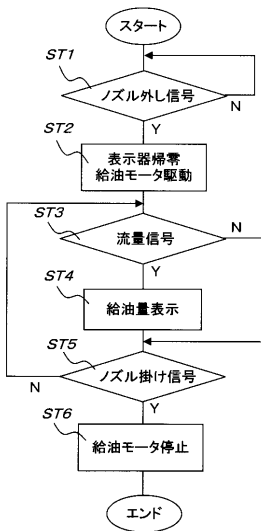 スタート
ST1
ノズル外し信号
N
Y
ST2
表示器帰零
給油モータ駆動
ST3
流量信号
N
Y
ST4
給油量表示
ST5
ノズル掛け信号
N
Y
ST6
給油モータ停止
エンド